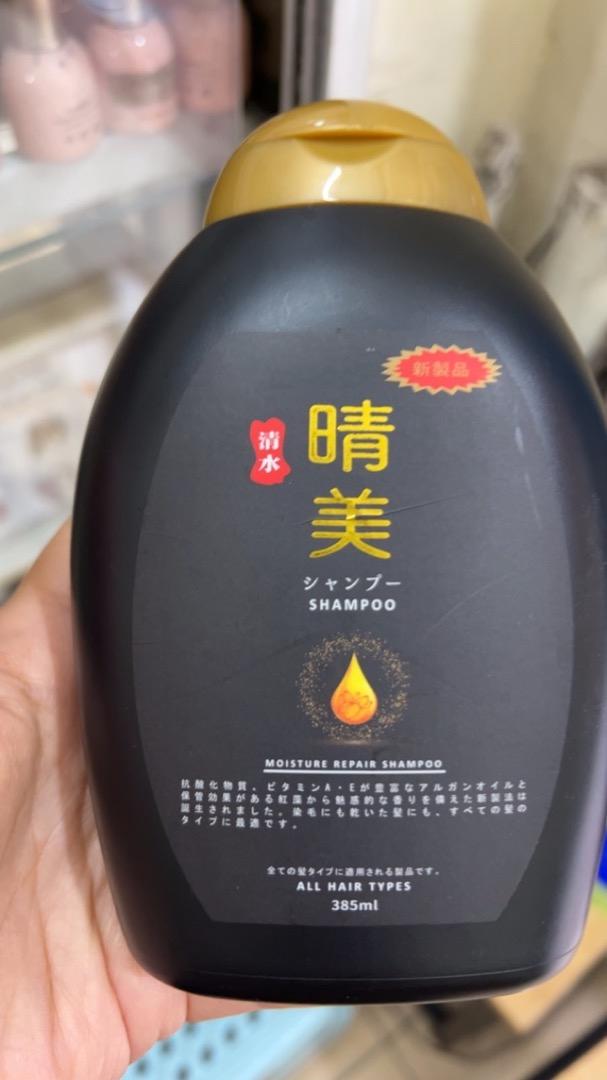 新製品
清水
晴美
シャンプー
SHAMPOO
MOISTURE REPAIR SHAMPOO
抗酸化物質、ビタミンA・Eが豊富なアルガンオイルと
保管効果がある紅藻から魅惑的な香りを備えた新製法は
誕生されました。染毛にも乾いた髪にも、すべての髪の
タイプに最適です。
全ての髪タイプに適用される製品です。
ALL HAIR TYPES
385ml